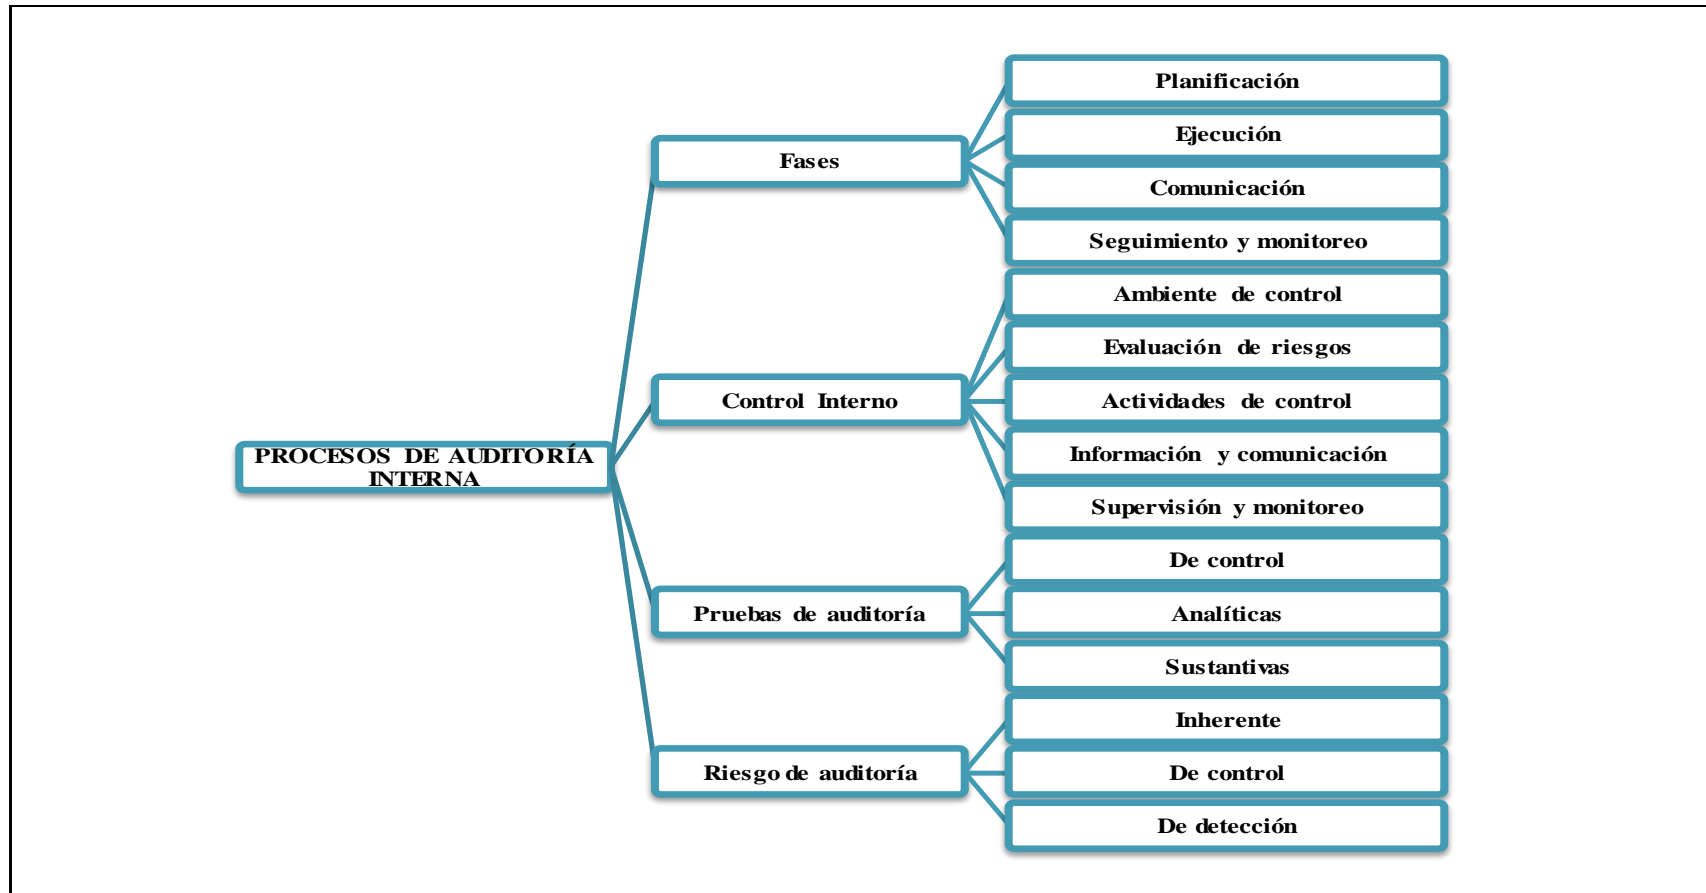 PROCESOS DE AUDITORÍA
INTERNA
Fases
Planificación
Ejecución
Comunicación
Seguimiento y monitoreo
Control Interno
Ambiente de control
Evaluación de riesgos
Actividades de control
Información y comunicación
Supervisión y monitoreo
Pruebas de auditoría
De control
Analíticas
Sustantivas
Riesgo de auditoría
Inherente
De control
De detección